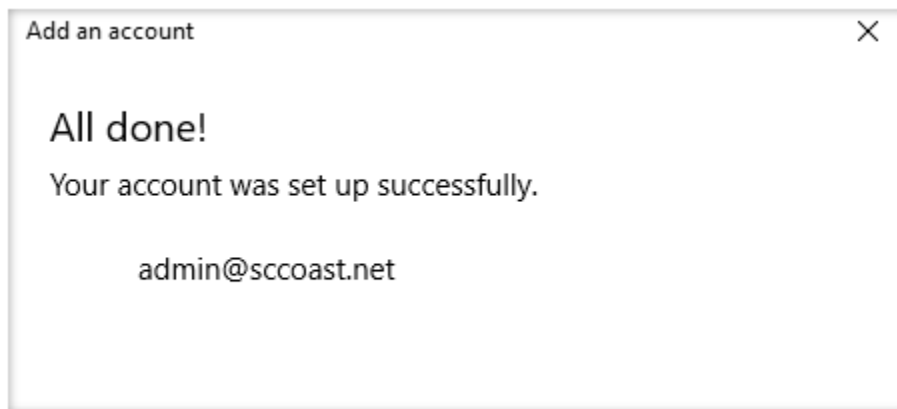 Add an account
All done!
Your account was set up successfully.
admin@sccoast.net